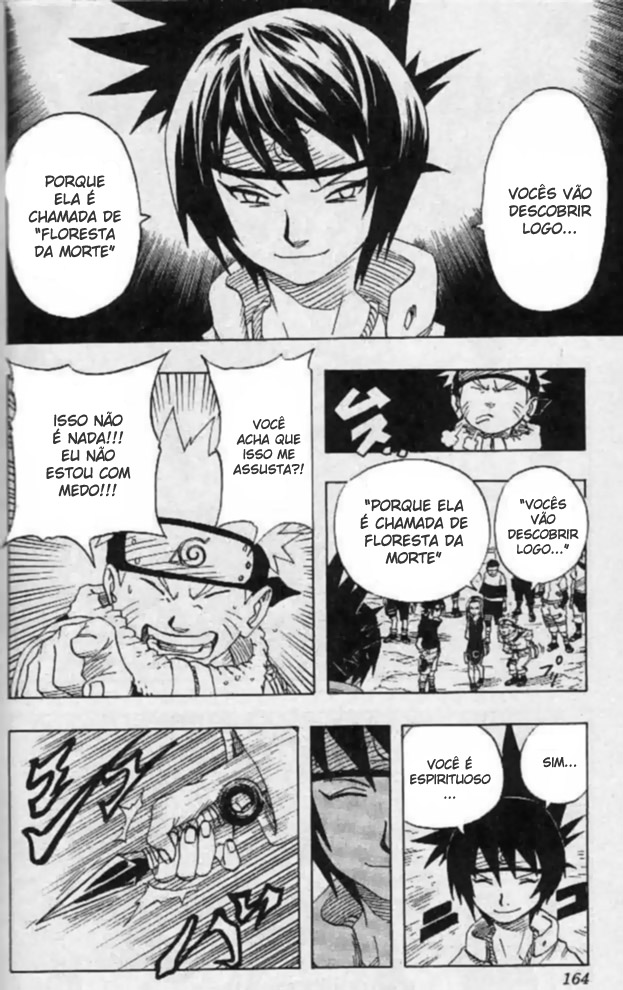 VOCÊS VÃO
DESCOBRIR
LOGO...
PORQUE
ELA É
CHAMADA DE
"FLORESTA
DA MORTE"
"VOCÊS
VÃO
DESCOBRIR
LOGO..."
"PORQUE ELA
É CHAMADA DE
FLORESTA DA
MORTE"
VOCÊ
ACHA QUE
ISSO ME
ASSUSTA?!
ISSO NÃO
É NADA!!!
EU NÃO
ESTOU COM
MEDO!!!
SIM...
VOCÊ É
ESPIRITUOSO
...
164